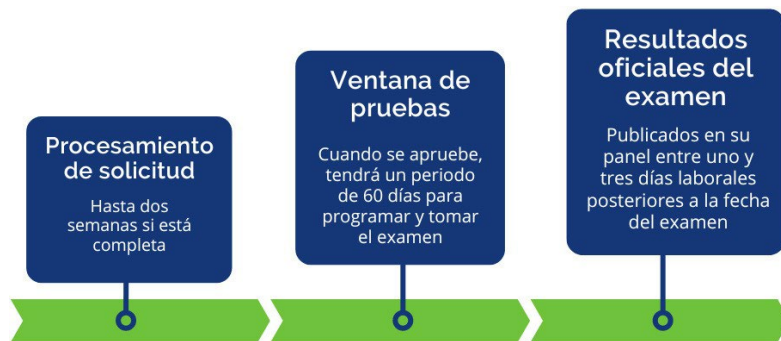 Procesamiento
de solicitud
Hasta dos
semanas si está
completa
Ventana de
pruebas
Cuando se apruebe,
tendrá un periodo
de 60 días para
programar y tomar
el examen
Resultados
oficiales del
examen
Publicados en su
panel entre uno y
tres días laborales
posteriores a la fecha
del examen